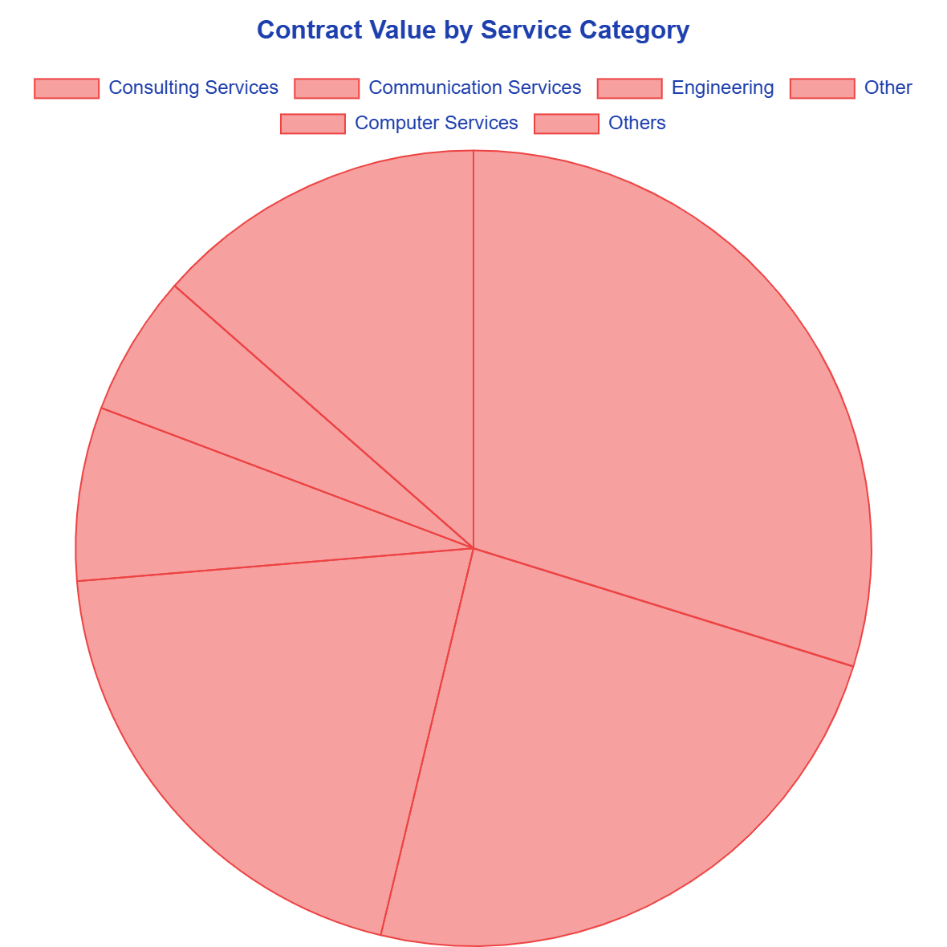 Contract Value by Service Category
Consulting Services Communication Services Engineering Other
Computer Services Others